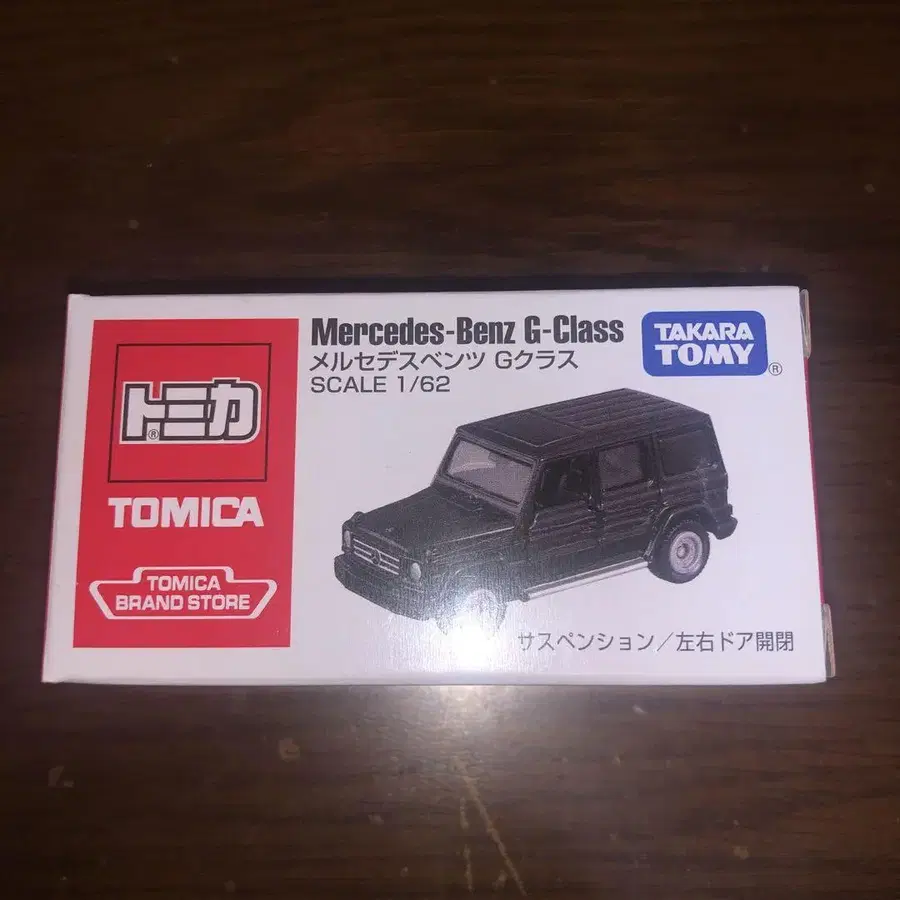 トミカ
®
TOMICA
TOMICA
BRAND STORE
Mercedes-Benz G-Class
メルセデスベンツ Gクラス
SCALE 1/62
TAKARA
TOMY
®
サスペンション/左右ドア開閉